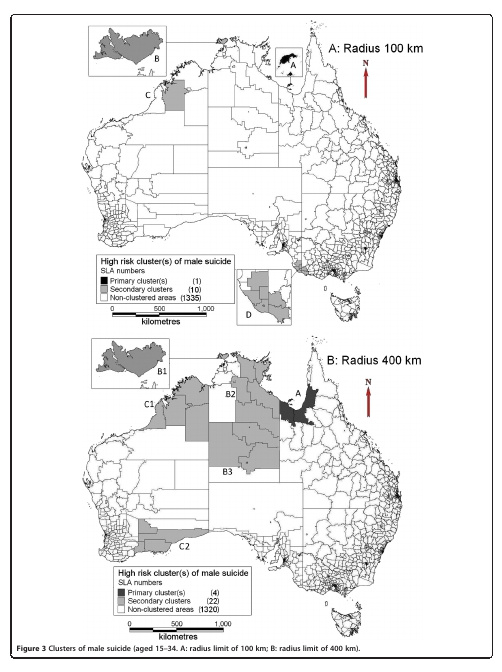 A: Radius 100 km
B
A
N
C
High risk cluster(s) of male suicide
SLA numbers
Primary cluster(s) (1)
Secondary clusters (10)
Non-clustered areas (1335)
0 500 1,000
kilometres
D
B: Radius 400 km
B1
A
N
B2
C1
B3
C2
High risk cluster(s) of male suicide
SLA numbers
Primary cluster(s) (4)
Secondary clusters (22)
Non-clustered areas (1320)
0 500 1,000
kilometres
Figure 3 Clusters of male suicide (aged 15–34. A: radius limit of 100 km; B: radius limit of 400 km).